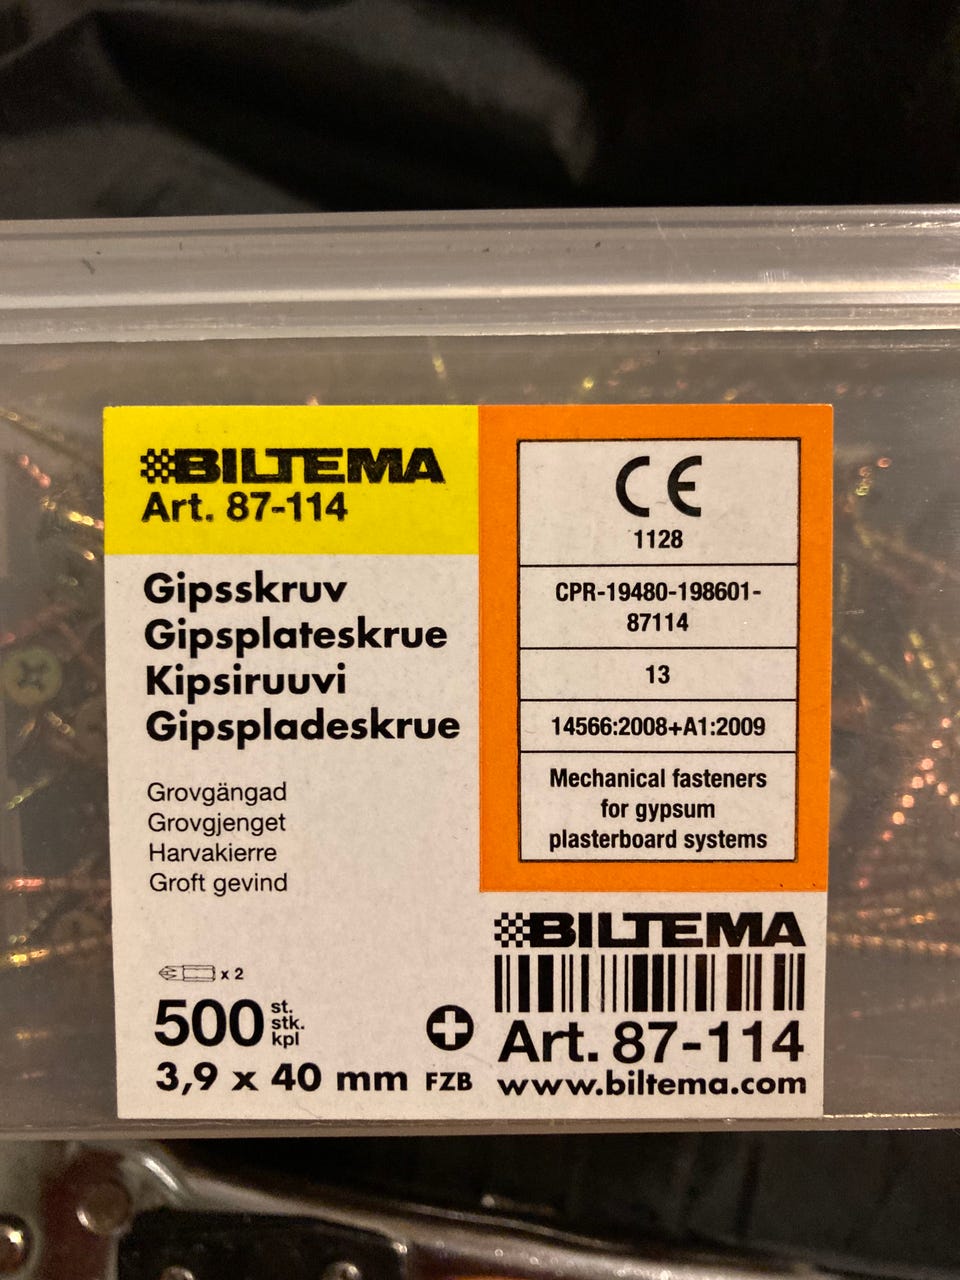 BILTEMA
Art. 87-114
Gipsskruv
Gipsplateskrue
Kipsiruuvi
Gipspladeskrue
Grovgängad
Grovgjenget
Harvakierre
Groft gevind
x 2
500 st.
stk.
kpl
3,9 x 40 mm FZB
CE
1128
CPR-19480-198601-
87114
13
14566:2008+A1:2009
Mechanical fasteners
for gypsum
plasterboard systems
BILTEMA
Art. 87-114
www.biltema.com